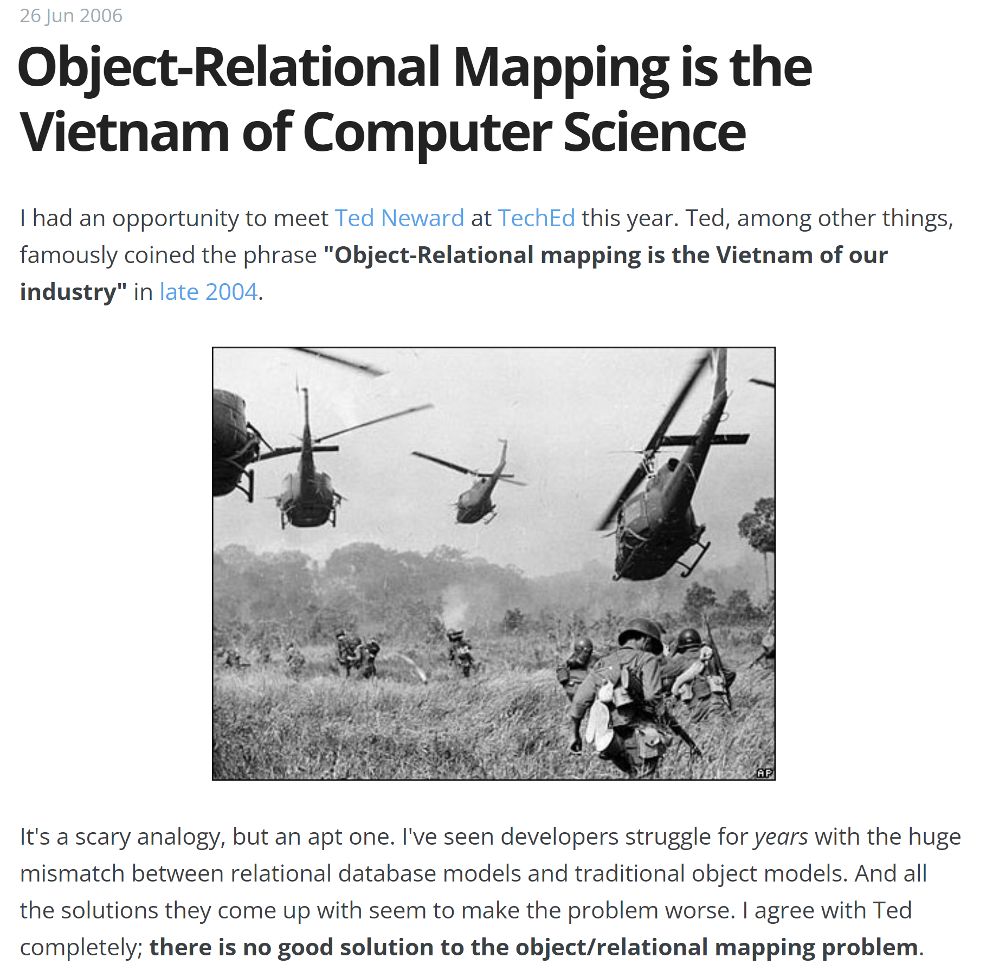 26 Jun 2006
Object-Relational Mapping is the
Vietnam of Computer Science
I had an opportunity to meet Ted Neward at TechEd this year. Ted, among other things,
famously coined the phrase "Object-Relational mapping is the Vietnam of our
industry" in late 2004.
AP
It's a scary analogy, but an apt one. I've seen developers struggle for years with the huge
mismatch between relational database models and traditional object models. And all
the solutions they come up with seem to make the problem worse. I agree with Ted
completely; there is no good solution to the object/relational mapping problem.